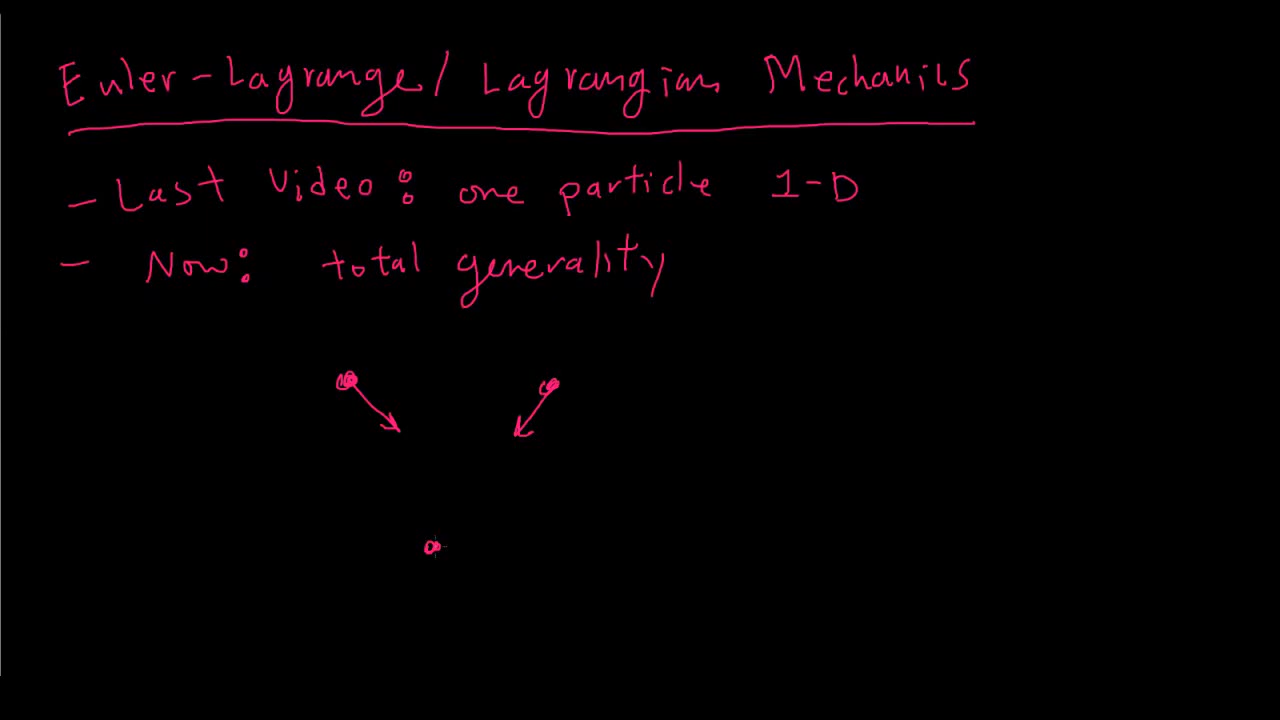 Euler-Lagrange/ Lagrangian Mechanics
- Last Video: one particle 1-D
- Now: total generality